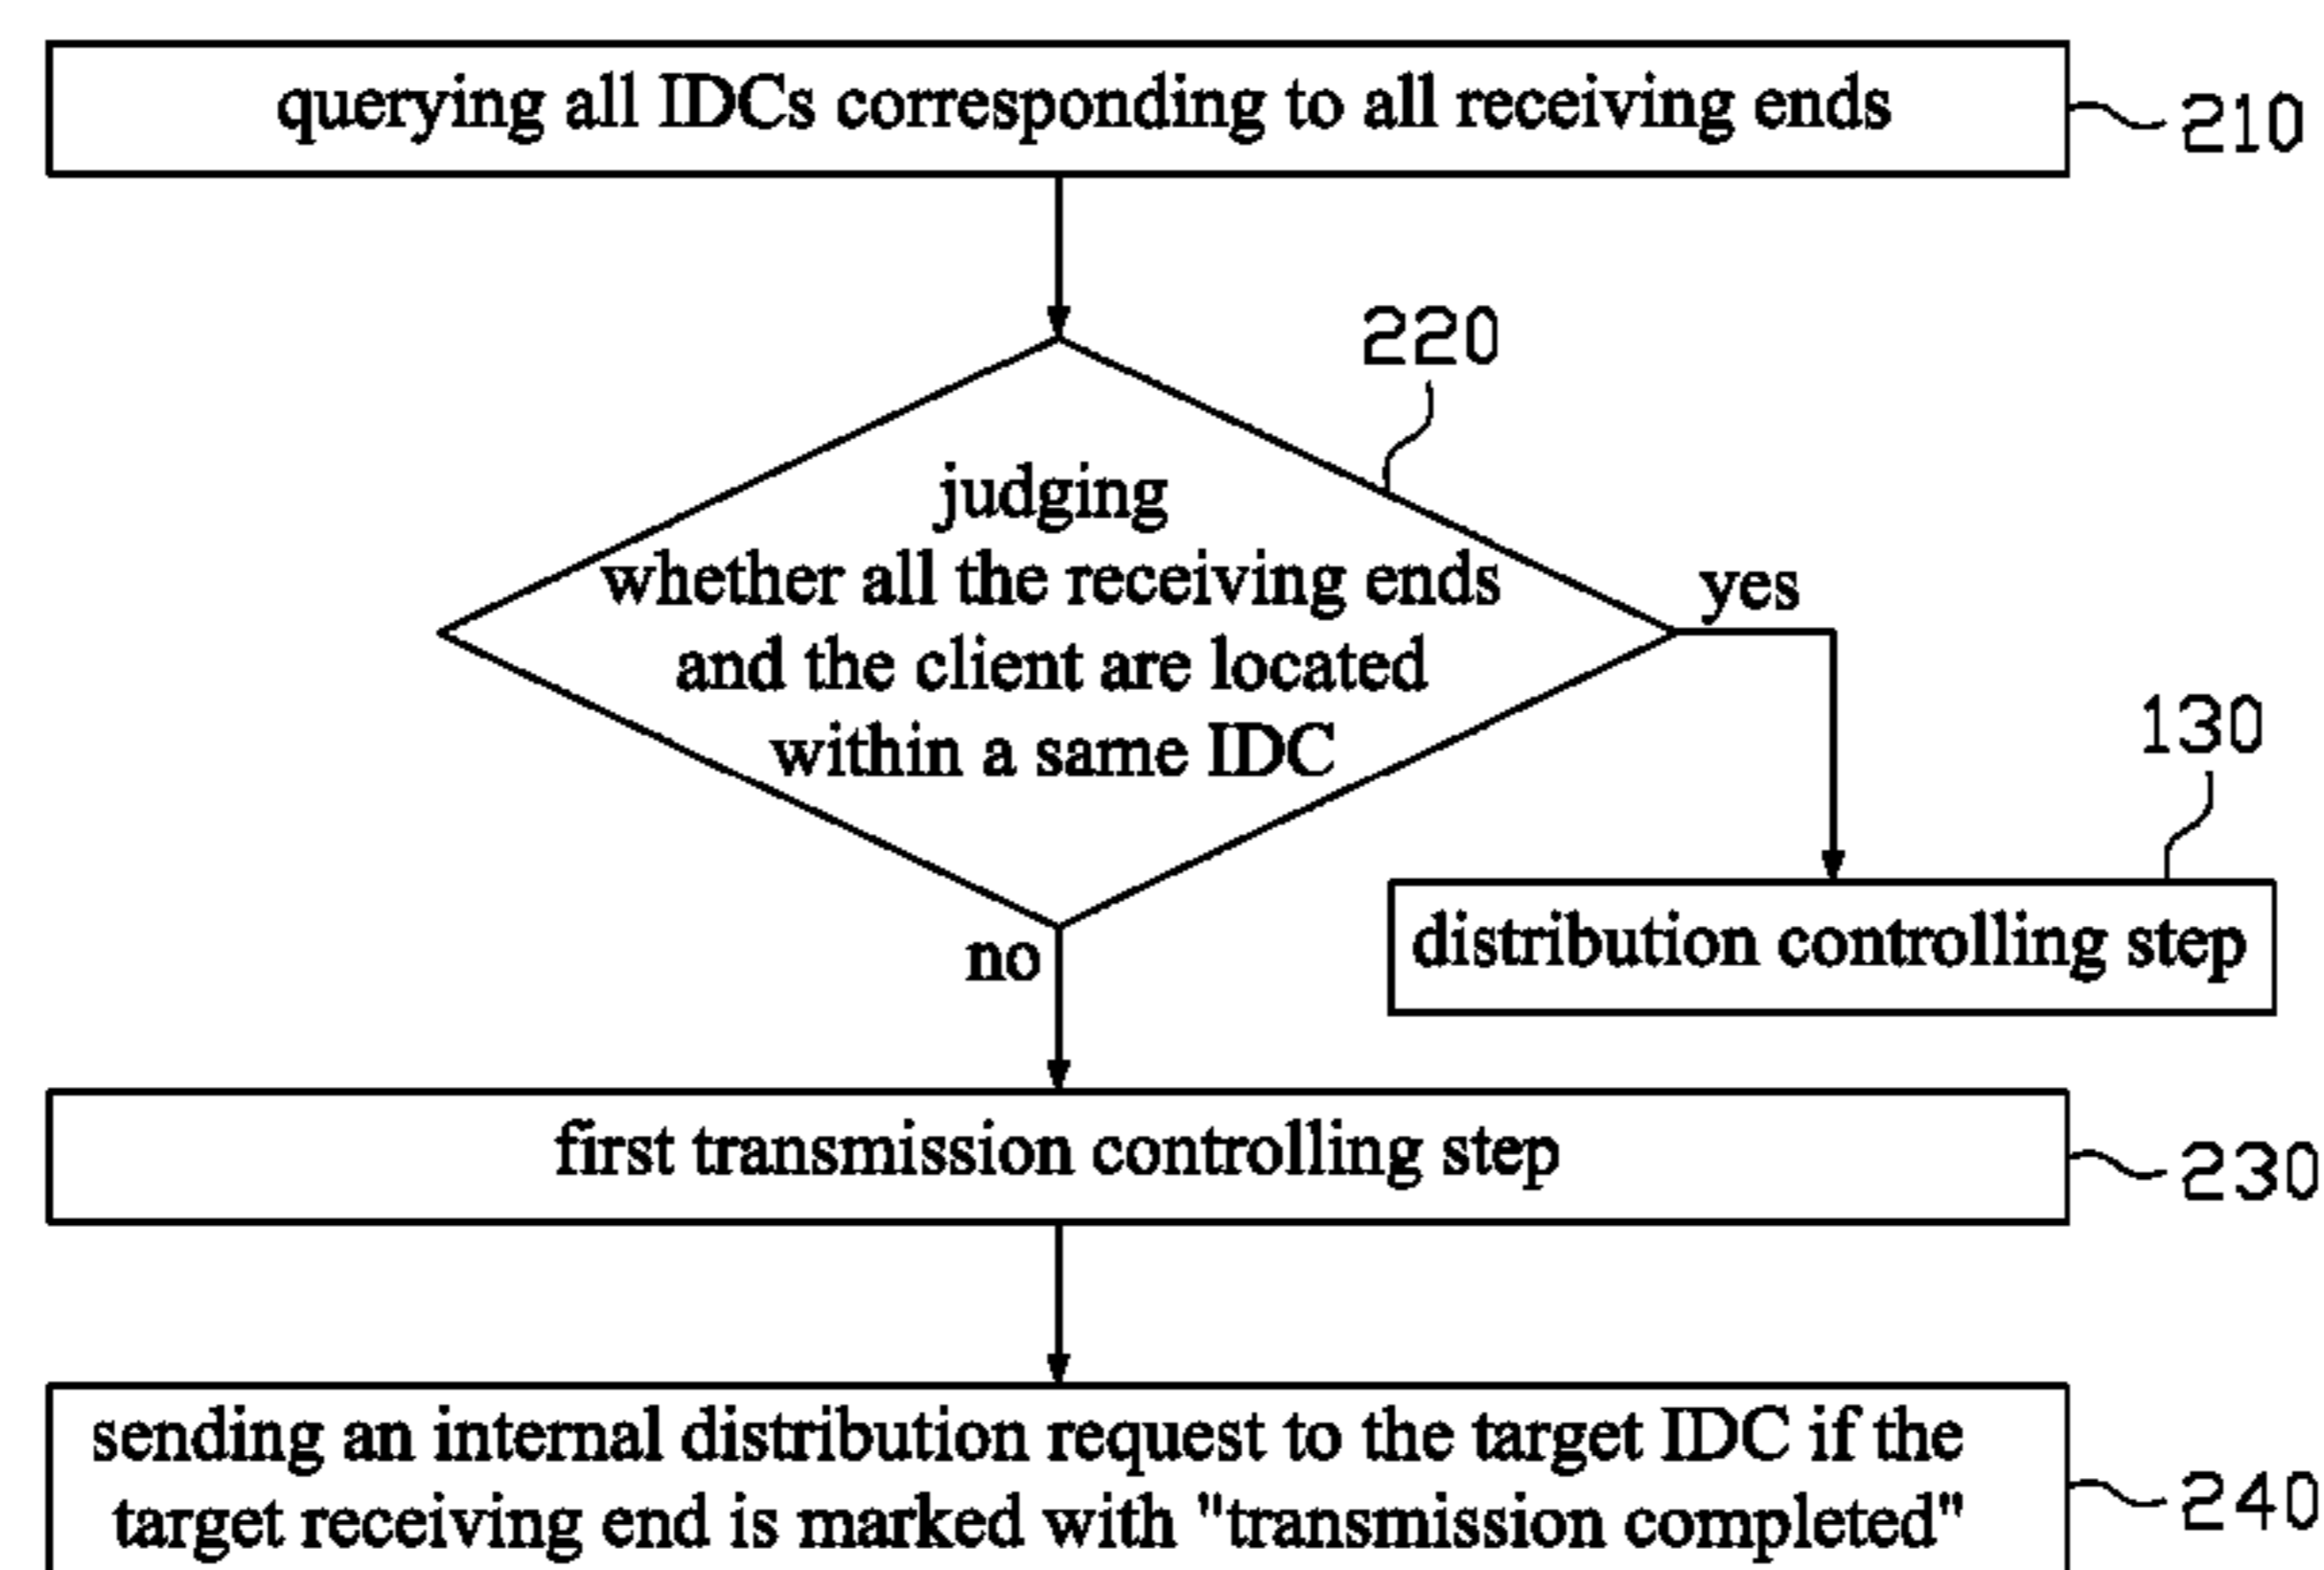 querying all IDCs corresponding to all receiving ends
210
220
judging
whether all the receiving ends
and the client are located
within a same IDC
yes
130
distribution controlling step
no
first transmission controlling step
230
sending an internal distribution request to the target IDC if the
target receiving end is marked with "transmission completed"
240